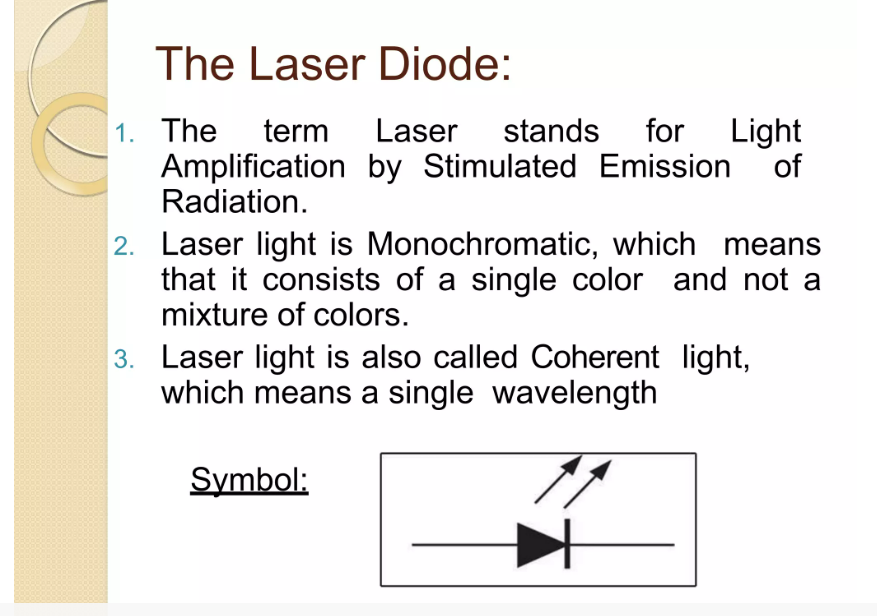 The Laser Diode:
1. The term Laser stands for Light
Amplification by Stimulated Emission of
Radiation.
2. Laser light is Monochromatic, which means
that it consists of a single color and not a
mixture of colors.
3. Laser light is also called Coherent light,
which means a single wavelength
Symbol: